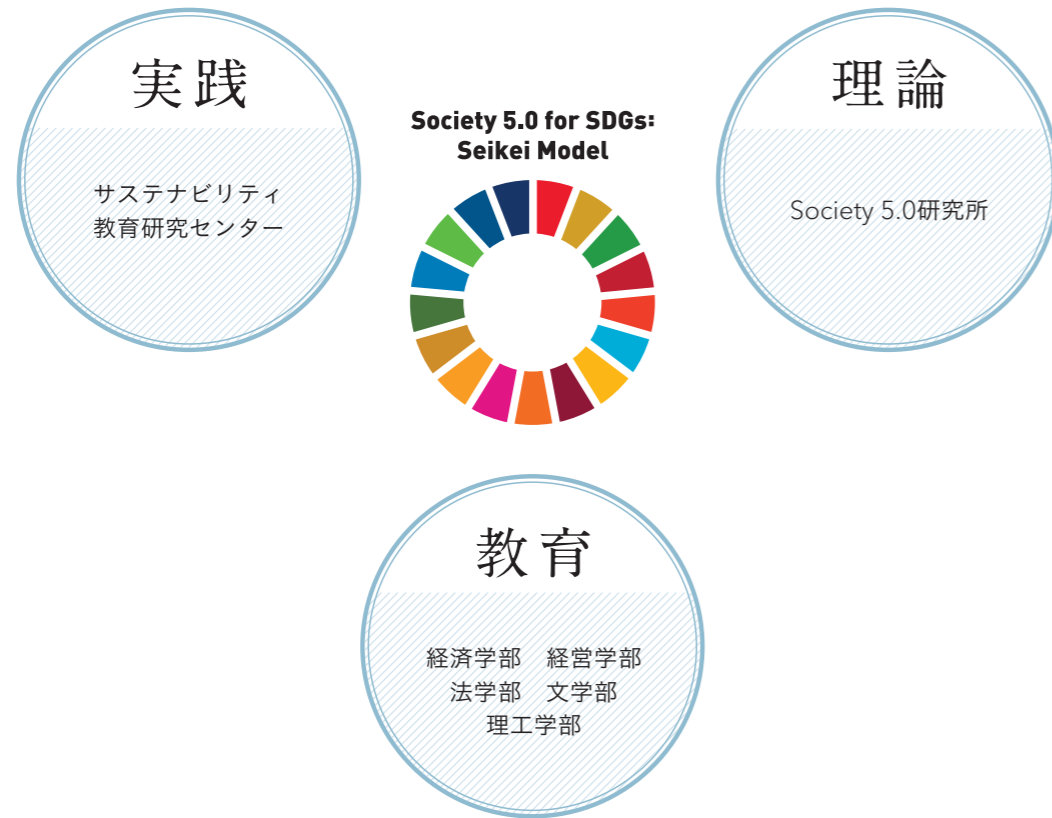 実践
サステナビリティ
教育研究センター
Society 5.0 for SDGs:
Seikei Model
理論
Society 5.0研究所
教育
経済学部　経営学部
法学部　文学部
理工学部